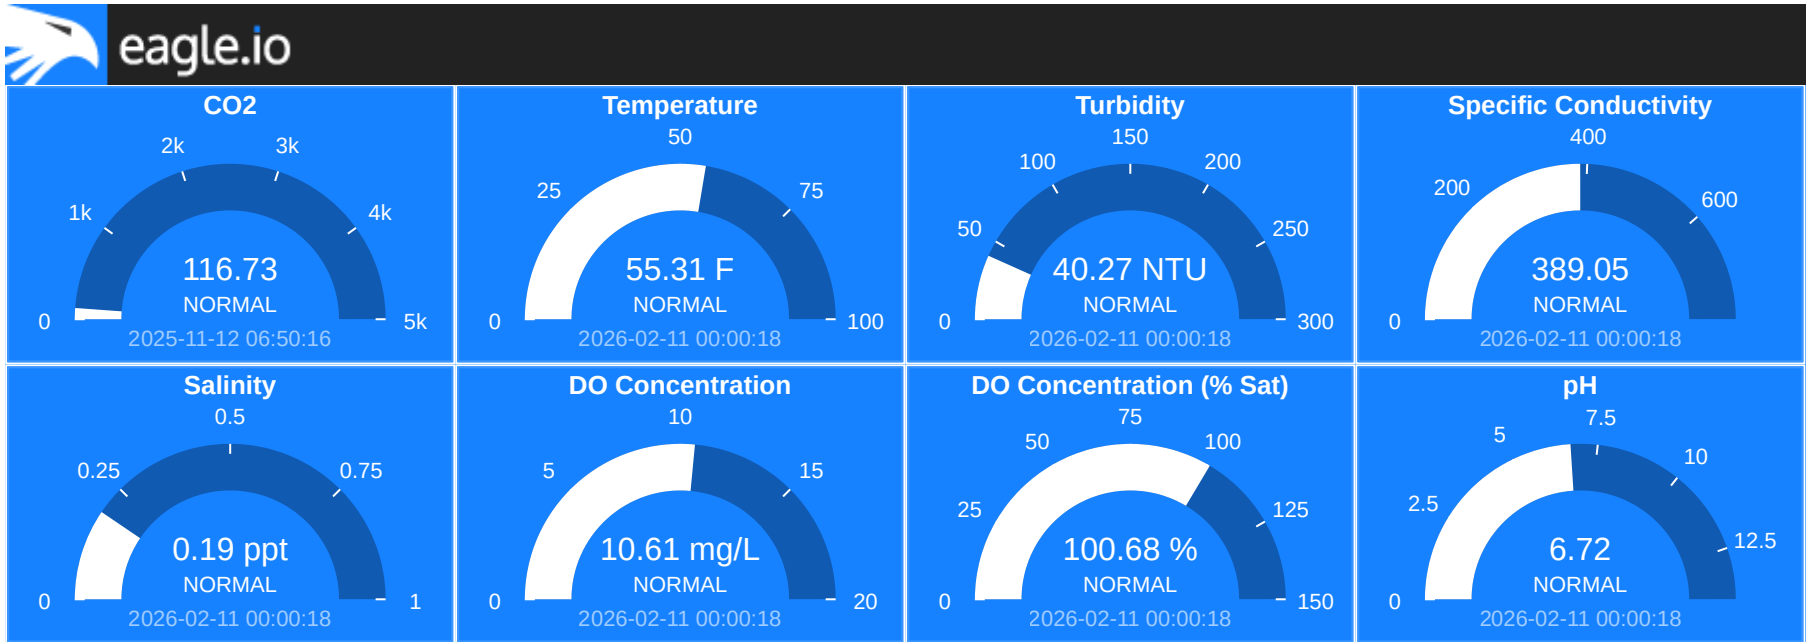 eagle.io
CO2
2k
3k
1k
4k
0
5k
116.73
NORMAL
2025-11-12 06:50:16
Temperature
50
25
75
0
100
55.31 F
NORMAL
2026-02-11 00:00:18
Turbidity
150
100
200
50
250
0
300
40.27 NTU
NORMAL
2026-02-11 00:00:18
Specific Conductivity
400
200
600
0
389.05
NORMAL
2026-02-11 00:00:18
Salinity
0.5
0.25
0.75
0
1
0.19 ppt
NORMAL
2026-02-11 00:00:18
DO Concentration
10
5
15
0
20
10.61 mg/L
NORMAL
2026-02-11 00:00:18
DO Concentration (% Sat)
75
50
100
25
125
0
150
100.68 %
NORMAL
2026-02-11 00:00:18
pH
7.5
5
10
2.5
12.5
0
6.72
NORMAL
2026-02-11 00:00:18